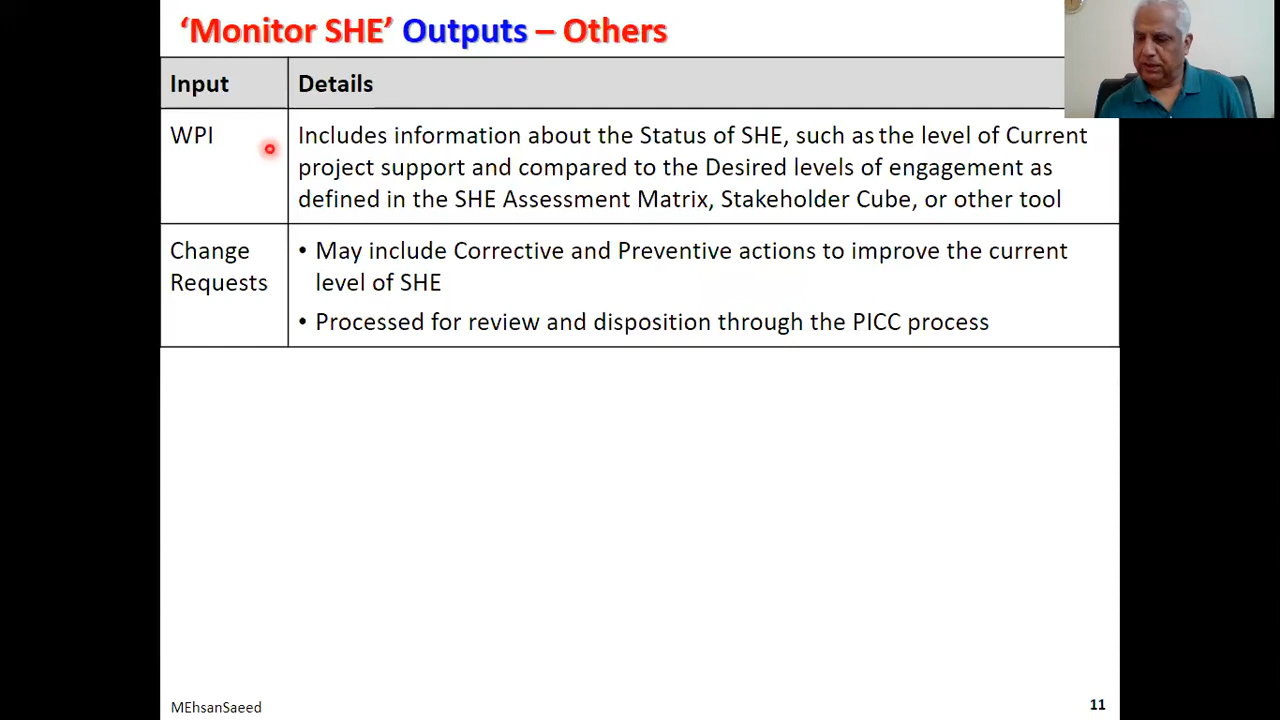 ‘Monitor SHE’ Outputs – Others
Input Details
WPI Includes information about the Status of SHE, such as the level of Current
project support and compared to the Desired levels of engagement as
defined in the SHE Assessment Matrix, Stakeholder Cube, or other tool
Change Requests
• May include Corrective and Preventive actions to improve the current
level of SHE
• Processed for review and disposition through the PICC process
MEhsanSaeed
11